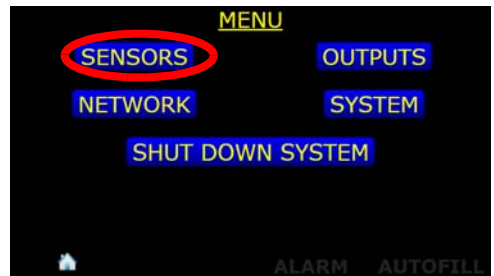 MENU
SENSORS OUTPUTS
NETWORK SYSTEM
SHUT DOWN SYSTEM
ALARM AUTOFILL